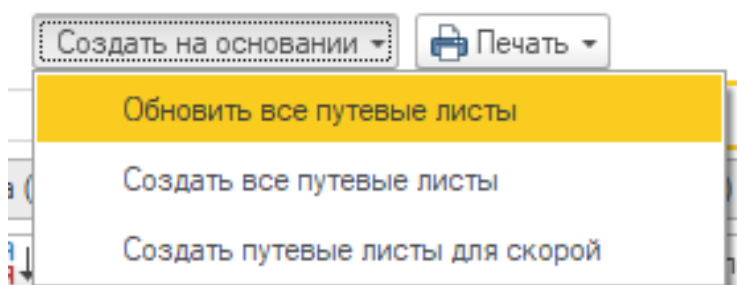 Создать на основании Печать
Обновить все путевые листы
Создать все путевые листы
Создать путевые листы для скорой